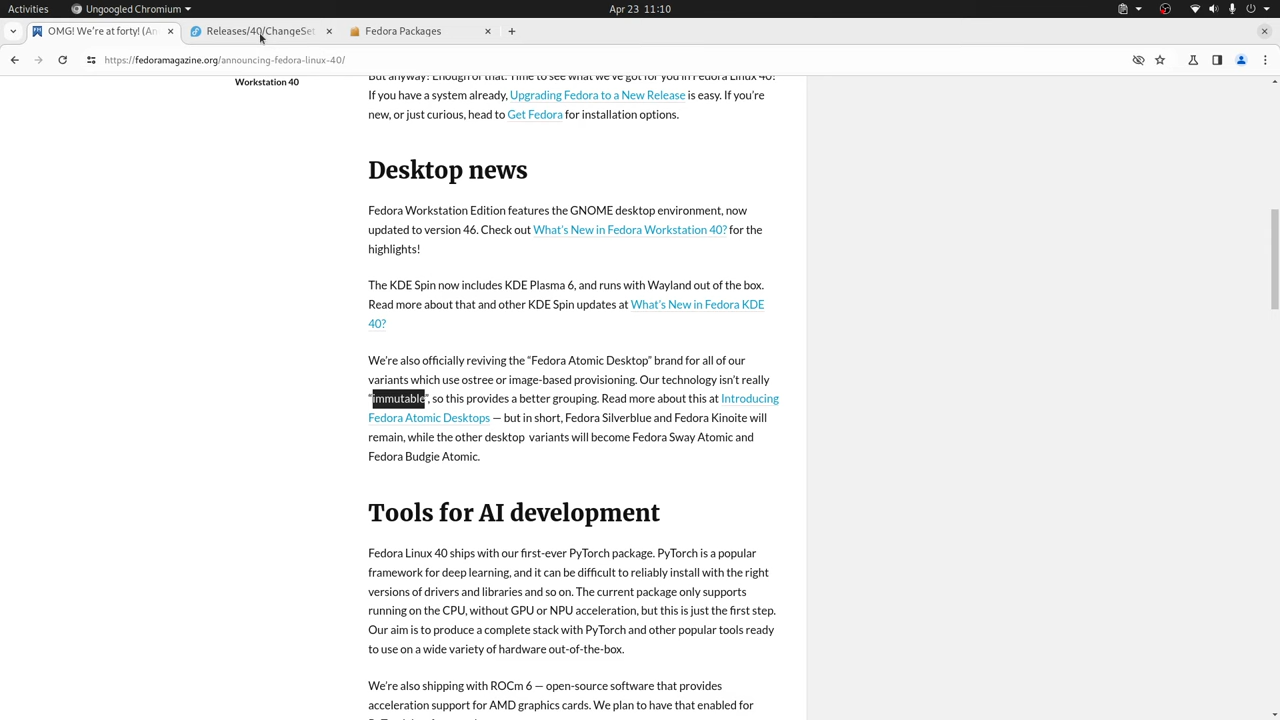 Activities
Ungoogled Chromium
Apr 23 11:10
OMG! We're at forty! (An
Releases/40/ChangeSet
Fedora Packages
https://fedoramagazine.org/announcing-fedora-linux-40/
Workstation 40
But anyway! Enough of that. Time to see what we've got for you in Fedora Linux 40!
If you have a system already, Upgrading Fedora to a New Release is easy. If you're
new, or just curious, head to Get Fedora for installation options.
Desktop news
Fedora Workstation Edition features the GNOME desktop environment, now
updated to version 46. Check out What's New in Fedora Workstation 40? for the
highlights!
The KDE Spin now includes KDE Plasma 6, and runs with Wayland out of the box.
Read more about that and other KDE Spin updates at What's New in Fedora KDE
40?
We're also officially reviving the “Fedora Atomic Desktop” brand for all of our
variants which use ostree or image-based provisioning. Our technology isn't really
“immutable”, so this provides a better grouping. Read more about this at Introducing
Fedora Atomic Desktops — but in short, Fedora Silverblue and Fedora Kinoite will
remain, while the other desktop variants will become Fedora Sway Atomic and
Fedora Budgie Atomic.
Tools for AI development
Fedora Linux 40 ships with our first-ever PyTorch package. PyTorch is a popular
framework for deep learning, and it can be difficult to reliably install with the right
versions of drivers and libraries and so on. The current package only supports
running on the CPU, without GPU or NPU acceleration, but this is just the first step.
Our aim is to produce a complete stack with PyTorch and other popular tools ready
to use on a wide variety of hardware out-of-the-box.
We're also shipping with ROCm 6 — open-source software that provides
acceleration support for AMD graphics cards. We plan to have that enabled for